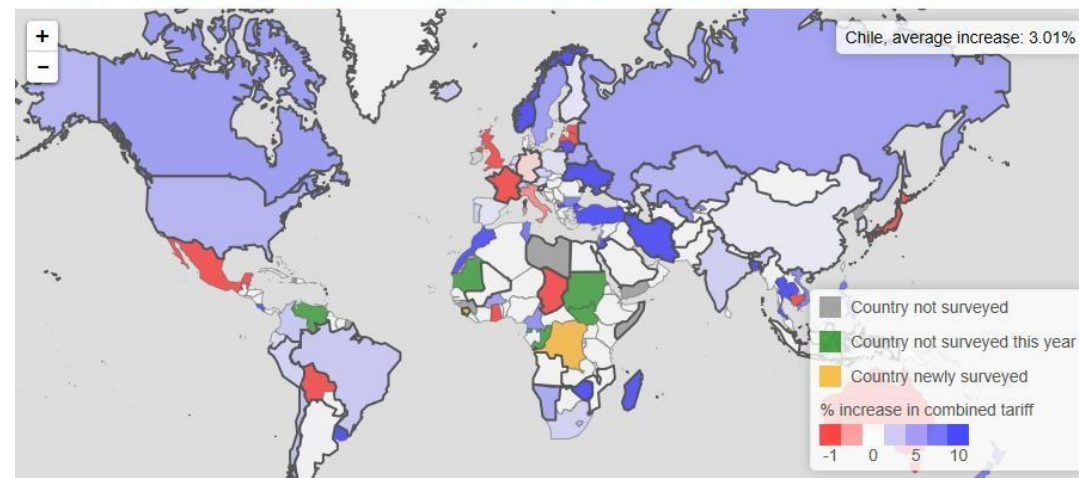 +
−
Chile, average increase: 3.01%
Country not surveyed
Country not surveyed this year
Country newly surveyed
% increase in combined tariff
-1 0 5 10